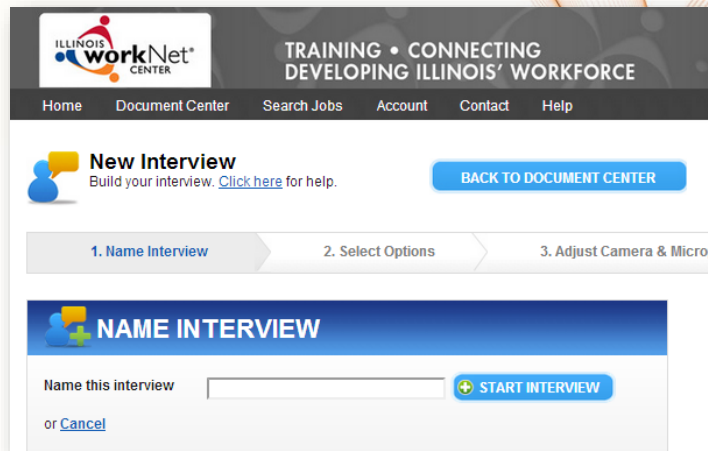 ILLINOIS
workNet®
CENTER
TRAINING • CONNECTING
DEVELOPING ILLINOIS' WORKFORCE
Home Document Center Search Jobs Account Contact Help
New Interview
Build your interview. Click here for help.
BACK TO DOCUMENT CENTER
1. Name Interview 2. Select Options 3. Adjust Camera & Micro
NAME INTERVIEW
Name this interview START INTERVIEW
or Cancel